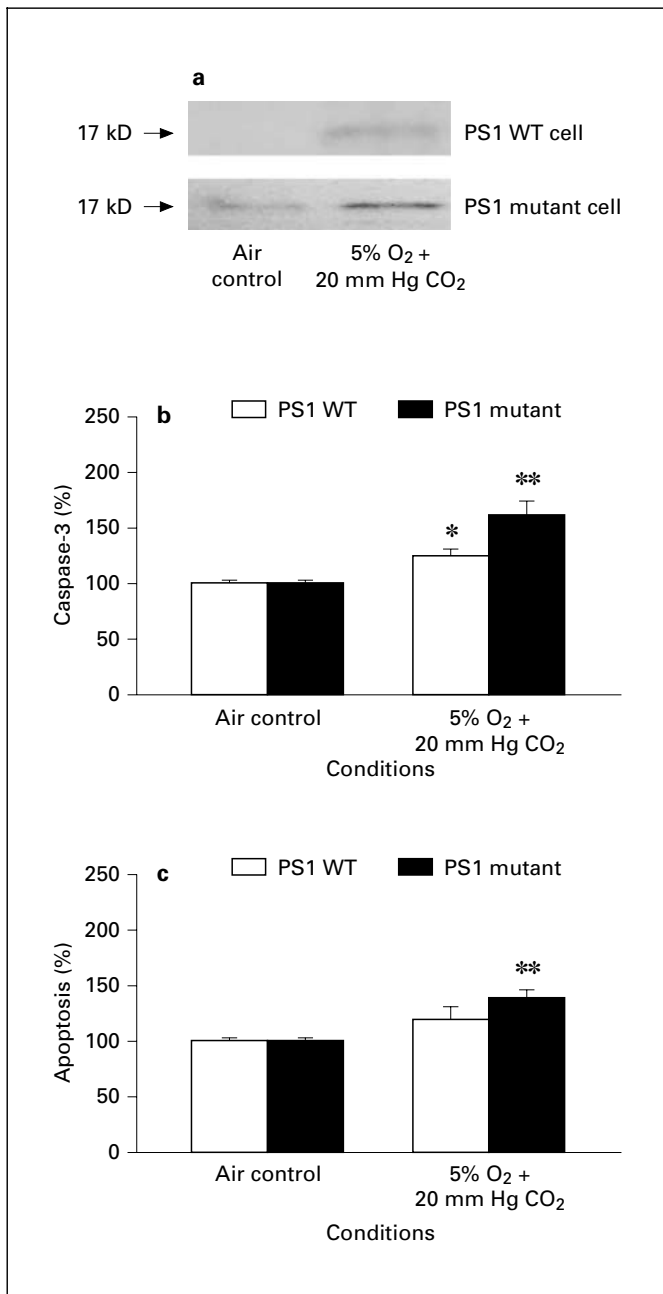 a
17 kD → PS1 WT cell
17 kD → PS1 mutant cell
Air control
5% O₂ + 20 mm Hg CO₂
b
PS1 WT PS1 mutant
250
200
150
100
50
0
Caspase-3 (%)
*
**
Air control
5% O₂ +
20 mm Hg CO₂
Conditions
c
PS1 WT PS1 mutant
250
200
150
100
50
0
Apoptosis (%)
**
Air control
5% O₂ +
20 mm Hg CO₂
Conditions